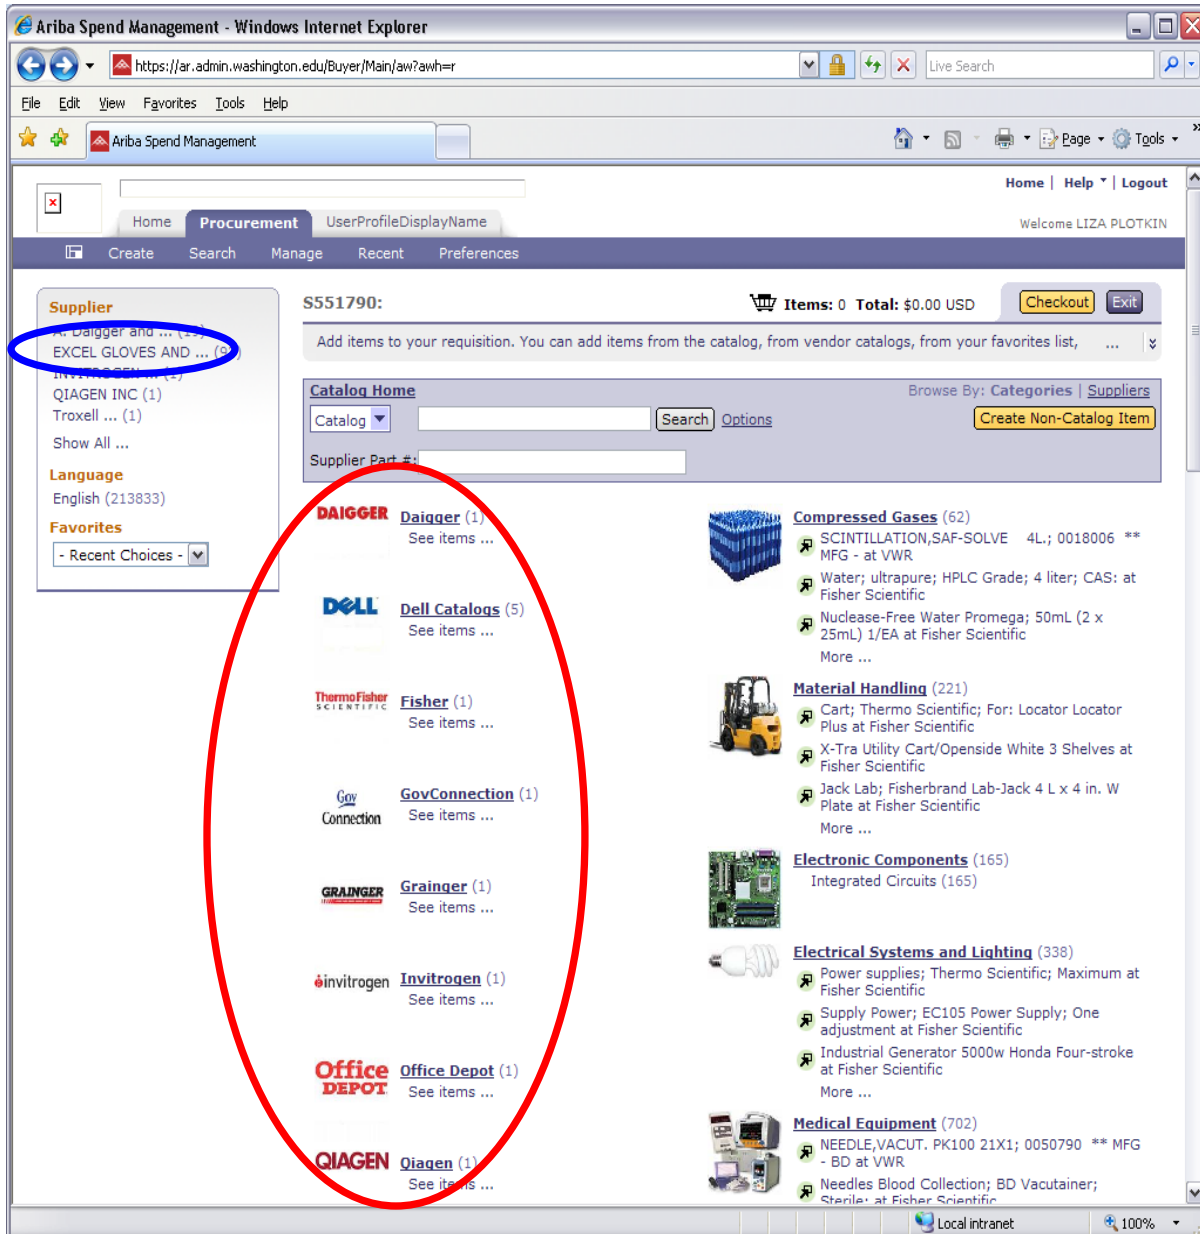 Ariba Spend Management - Windows Internet Explorer
https://ar.admin.washington.edu/Buyer/Main/aw?awh=r
Live Search
File Edit View Favorites Tools Help
Ariba Spend Management
Page Tools
Home | Help | Logout
Home Procurement UserProfileDisplayName
Welcome LIZA PLOTKIN
Create Search Manage Recent Preferences
Supplier
A. Daigger and ... (19)
EXCEL GLOVES AND ...
INVITROGEN ... (1)
QIAGEN INC (1)
Troxell ... (1)
Show All ...
Language
English (213833)
Favorites
- Recent Choices -
S551790:
Items: 0 Total: $0.00 USD
Checkout Exit
Add items to your requisition. You can add items from the catalog, from vendor catalogs, from your favorites list, ...
Catalog Home
Browse By: Categories | Suppliers
Catalog Search Options
Create Non-Catalog Item
Supplier Part #:
DAIGGER
Daigger (1)
See items ...
DELL
Dell Catalogs (5)
See items ...
ThermoFisher
SCIENTIFIC
Fisher (1)
See items ...
Gov
Connection
GovConnection (1)
See items ...
GRAINGER
Grainger (1)
See items ...
invitrogen
Invitrogen (1)
See items ...
Office
DEPOT
Office Depot (1)
See items ...
QIAGEN
Qiagen (1)
See items ...
Compressed Gases (62)
SCINTILLATION,SAF-SOLVE 4L.; 0018006 **
MFG - at VWR
Water; ultrapure; HPLC Grade; 4 liter; CAS: at
Fisher Scientific
Nuclease-Free Water Promega; 50mL (2 x
25mL) 1/EA at Fisher Scientific
More ...
Material Handling (221)
Cart; Thermo Scientific; For: Locator Locator
Plus at Fisher Scientific
X-Tra Utility Cart/Openside White 3 Shelves at
Fisher Scientific
Jack Lab; Fisherbrand Lab-Jack 4 L x 4 in. W
Plate at Fisher Scientific
More ...
Electronic Components (165)
Integrated Circuits (165)
Electrical Systems and Lighting (338)
Power supplies; Thermo Scientific; Maximum at
Fisher Scientific
Supply Power; EC105 Power Supply; One
adjustment at Fisher Scientific
Industrial Generator 5000w Honda Four-stroke
at Fisher Scientific
More ...
Medical Equipment (702)
NEEDLE,VACUT. PK100 21X1; 0050790 ** MFG
- BD at VWR
Needles Blood Collection; BD Vacutainer;
Sterile: at Fisher Scientific
Local intranet
100%